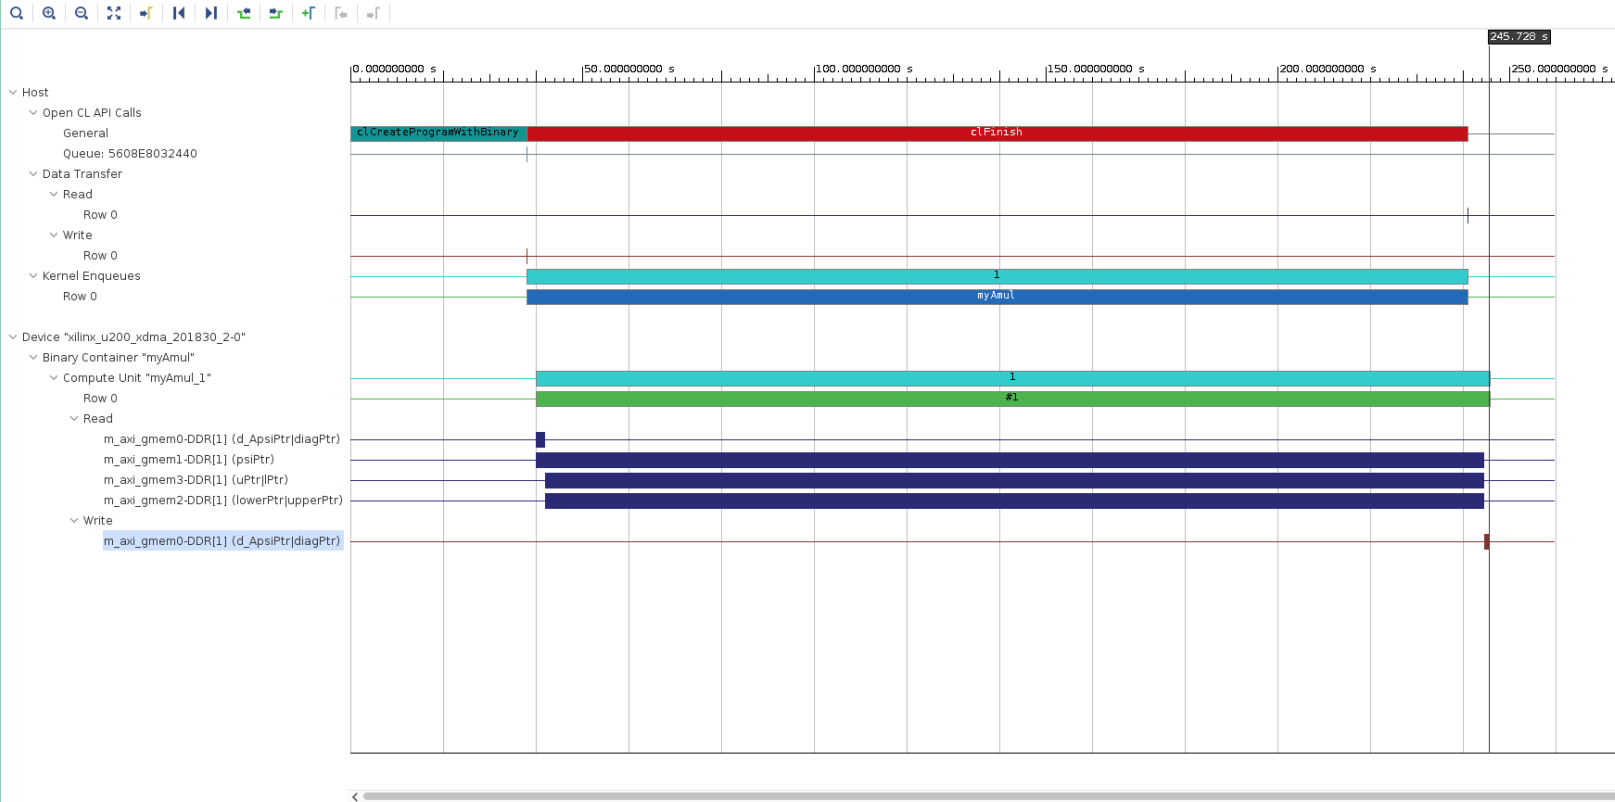 245.728 s
0.000000000 s 50.000000000 s 100.000000000 s 150.000000000 s 200.000000000 s 250.000000000 s
Host
Open CL API Calls
General clCreateProgramWithBinary clFinish
Queue: 5608E8032440
Data Transfer
Read
Row 0
Write
Row 0
Kernel Enqueues 1
Row 0 myAmul
Device "xilinx_u200_xdma_201830_2-0"
Binary Container "myAmul"
Compute Unit "myAmul_1" 1
Row 0 #1
Read
m_axi_gmem0-DDR[1] (d_ApsiPtr|diagPtr)
m_axi_gmem1-DDR[1] (psiPtr)
m_axi_gmem3-DDR[1] (uPtr|lPtr)
m_axi_gmem2-DDR[1] (lowerPtr|upperPtr)
Write
m_axi_gmem0-DDR[1] (d_ApsiPtr|diagPtr)